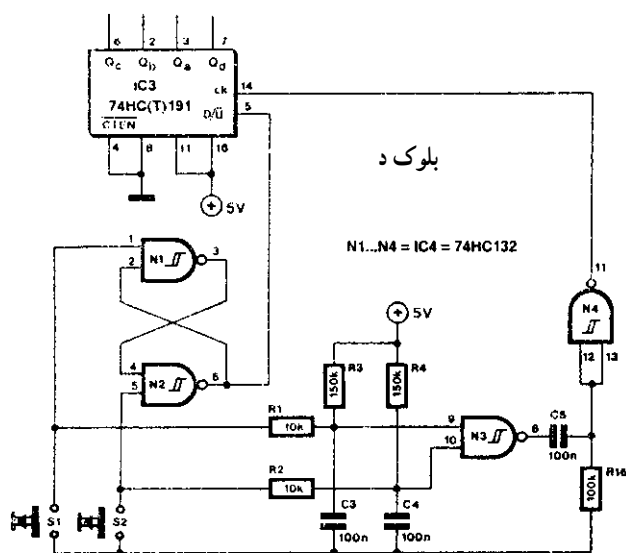 6 2 3 7
Qc Qb Qa Qd
IC3
74HC(T)191
ck 14
D/U 5
CTEN
4 8 11 16
5V
بلوک د
N1...N4 = IC4 = 74HC132
1
2
N1
3
4
5
N2
6
5V
R3
150k
R4
150k
R1
10k
R2
10k
9
10
N3
8
C5
100n
11
N4
12 13
R16
100k
C3
100n
C4
100n
S1
S2